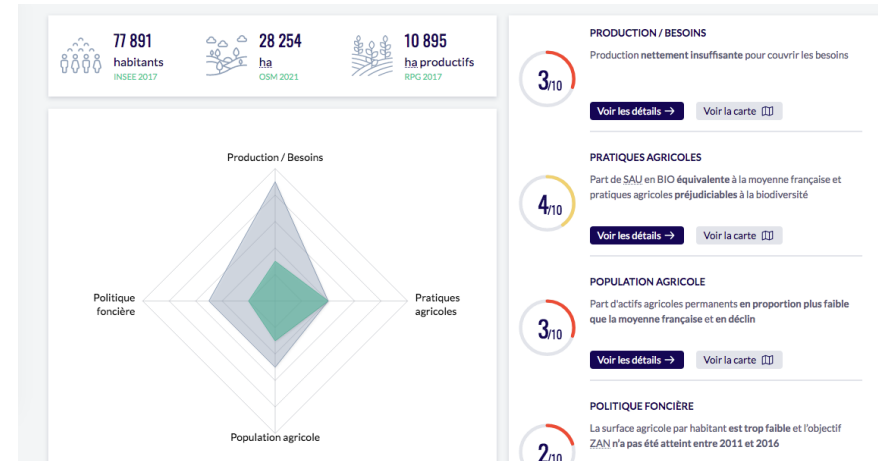 77 891
habitants
INSEE 2017
28 254
ha
OSM 2021
10 895
ha productifs
RPG 2017
Production / Besoins
Politique
foncière
Pratiques
agricoles
Population agricole
PRODUCTION / BESOINS
3/10
Production nettement insuffisante pour couvrir les besoins
Voir les détails →
Voir la carte
PRATIQUES AGRICOLES
4/10
Part de SAU en BIO équivalente à la moyenne française et
pratiques agricoles préjudiciables à la biodiversité
Voir les détails →
Voir la carte
POPULATION AGRICOLE
3/10
Part d'actifs agricoles permanents en proportion plus faible
que la moyenne française et en déclin
Voir les détails →
Voir la carte
POLITIQUE FONCIÈRE
2/10
La surface agricole par habitant est trop faible et l'objectif
ZAN n'a pas été atteint entre 2011 et 2016